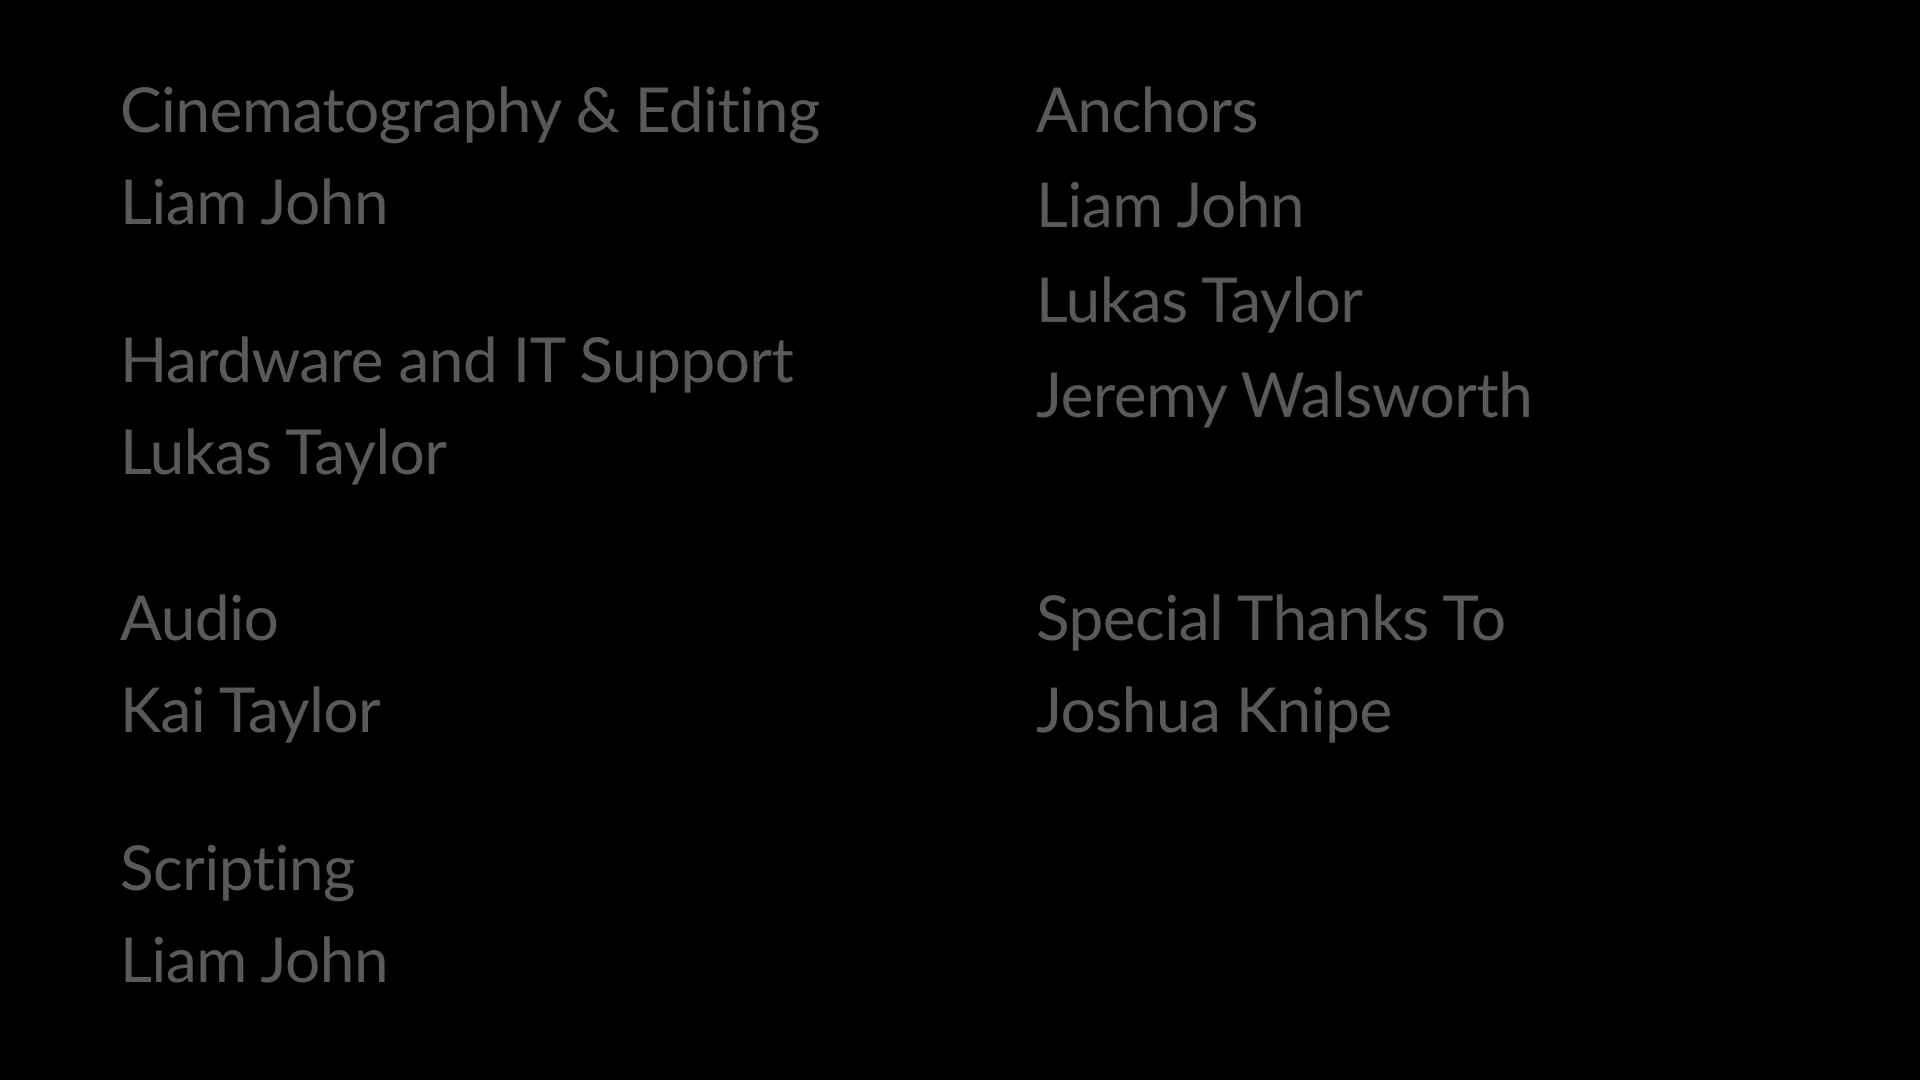 Cinematography & Editing
Liam John
Hardware and IT Support
Lukas Taylor
Audio
Kai Taylor
Scripting
Liam John
Anchors
Liam John
Lukas Taylor
Jeremy Walsworth
Special Thanks To
Joshua Knipe